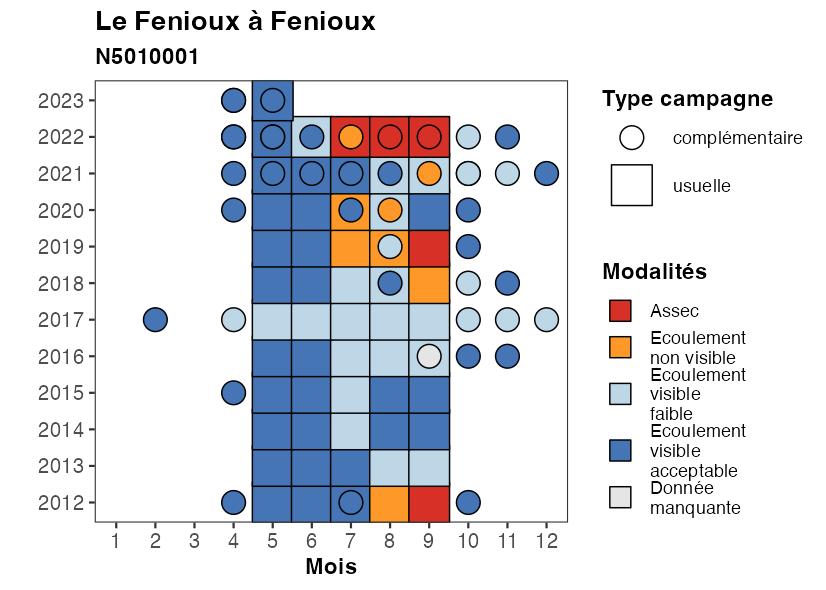 Le Fenioux à Fenioux
N5010001
2023
2022
2021
2020
2019
2018
2017
2016
2015
2014
2013
2012
1 2 3 4 5 6 7 8 9 10 11 12
Mois
Type campagne
complémentaire
usuelle
Modalités
Assec
Ecoulement
non visible
Ecoulement
visible
faible
Ecoulement
visible
acceptable
Donnée
manquante